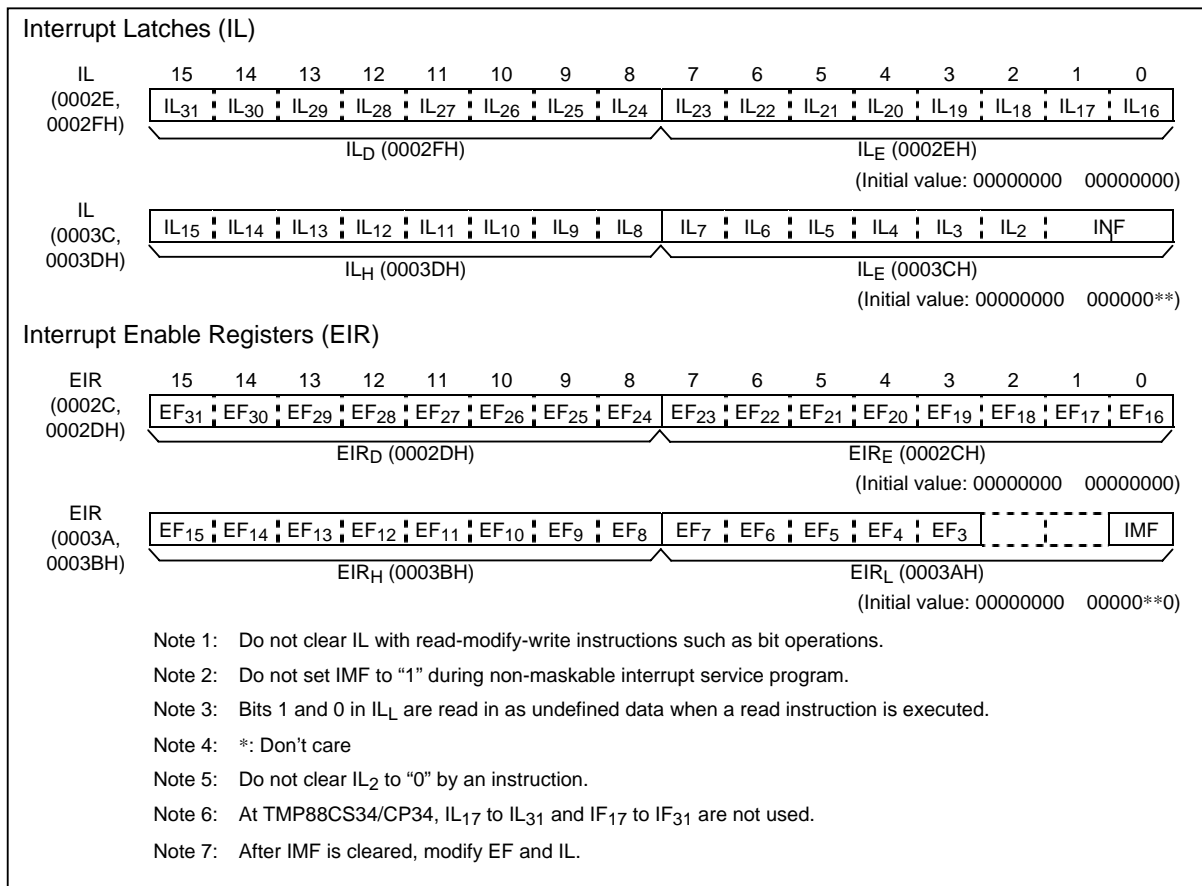 Interrupt Latches (IL)
IL (0002E, 0002FH)
15 14 13 12 11 10 9 8 7 6 5 4 3 2 1 0
IL31 IL30 IL29 IL28 IL27 IL26 IL25 IL24 IL23 IL22 IL21 IL20 IL19 IL18 IL17 IL16
ILD (0002FH) ILE (0002EH)
(Initial value: 00000000 00000000)
IL (0003C, 0003DH)
IL15 IL14 IL13 IL12 IL11 IL10 IL9 IL8 IL7 IL6 IL5 IL4 IL3 IL2 INF
ILH (0003DH) ILE (0003CH)
(Initial value: 00000000 000000**)
Interrupt Enable Registers (EIR)
EIR (0002C, 0002DH)
15 14 13 12 11 10 9 8 7 6 5 4 3 2 1 0
EF31 EF30 EF29 EF28 EF27 EF26 EF25 EF24 EF23 EF22 EF21 EF20 EF19 EF18 EF17 EF16
EIRD (0002DH) EIRE (0002CH)
(Initial value: 00000000 00000000)
EIR (0003A, 0003BH)
EF15 EF14 EF13 EF12 EF11 EF10 EF9 EF8 EF7 EF6 EF5 EF4 EF3 IMF
EIRH (0003BH) EIRL (0003AH)
(Initial value: 00000000 00000**0)
Note 1: Do not clear IL with read-modify-write instructions such as bit operations.
Note 2: Do not set IMF to “1” during non-maskable interrupt service program.
Note 3: Bits 1 and 0 in ILL are read in as undefined data when a read instruction is executed.
Note 4: *: Don’t care
Note 5: Do not clear IL2 to “0” by an instruction.
Note 6: At TMP88CS34/CP34, IL17 to IL31 and IF17 to IF31 are not used.
Note 7: After IMF is cleared, modify EF and IL.